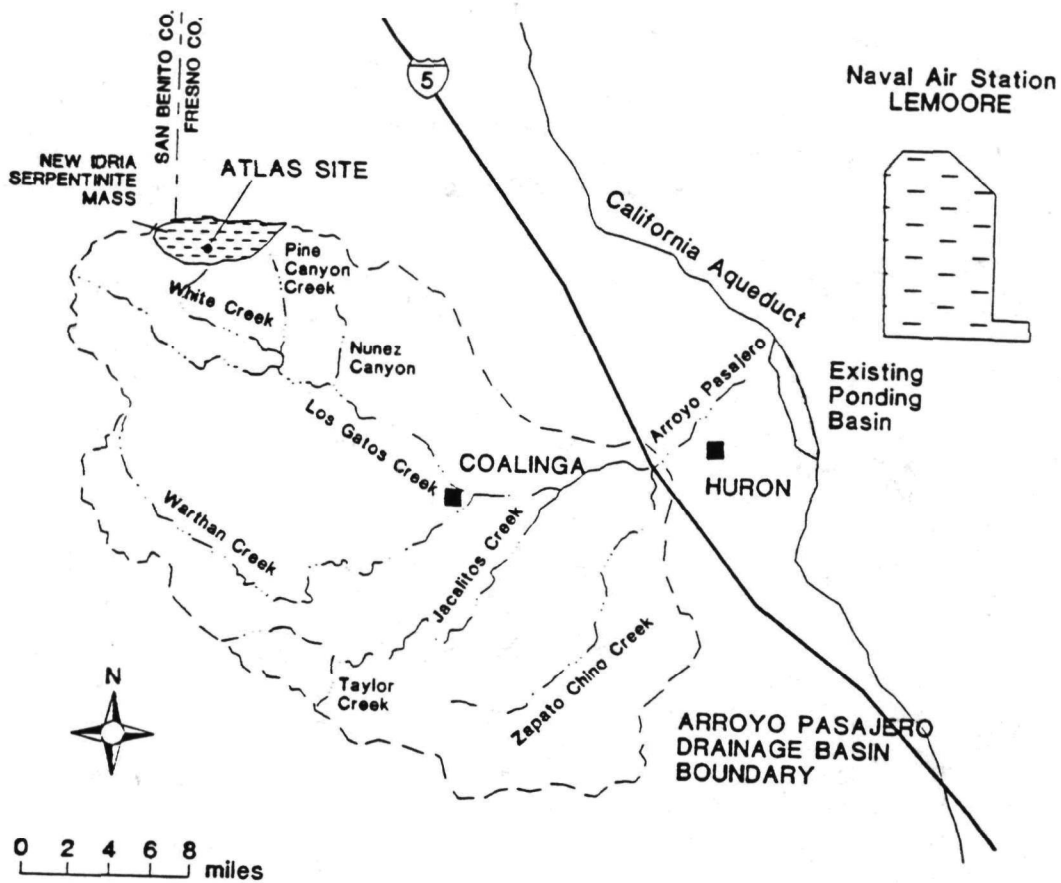 SAN BENITO CO.
FRESNO CO.
5
Naval Air Station
LEMOORE
NEW IDRIA
SERPENTINITE
MASS
ATLAS SITE
Pine
Canyon
Creek
White Creek
California Aqueduct
Nunez
Canyon
Arroyo Pasajero
Existing
Ponding
Basin
Los Gatos Creek
COALINGA
HURON
Warthan Creek
Jacalitos Creek
Taylor
Creek
Zapato Chino Creek
N
ARROYO PASAJERO
DRAINAGE BASIN
BOUNDARY
0 2 4 6 8 miles